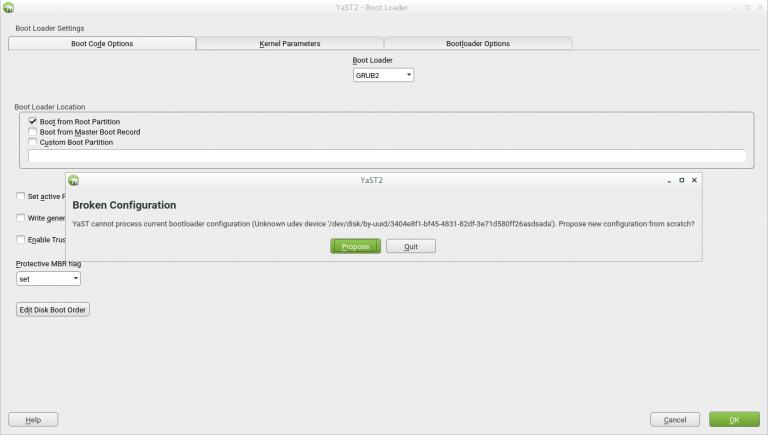 YaST2 - Boot Loader
Boot Loader Settings
Boot Code Options
Kernel Parameters
Bootloader Options
Boot Loader
GRUB2
Boot Loader Location
Boot from Root Partition
Boot from Master Boot Record
Custom Boot Partition
YaST2
Broken Configuration
YaST cannot process current bootloader configuration (Unknown udev device '/dev/disk/by-uuid/3404e8f1-bf45-4831-82df-3e71d580ff26asdsada'). Propose new configuration from scratch?
Propose
Quit
Set active
Write gener
Enable Trus
Protective MBR flag
set
Edit Disk Boot Order
Help
Cancel
OK